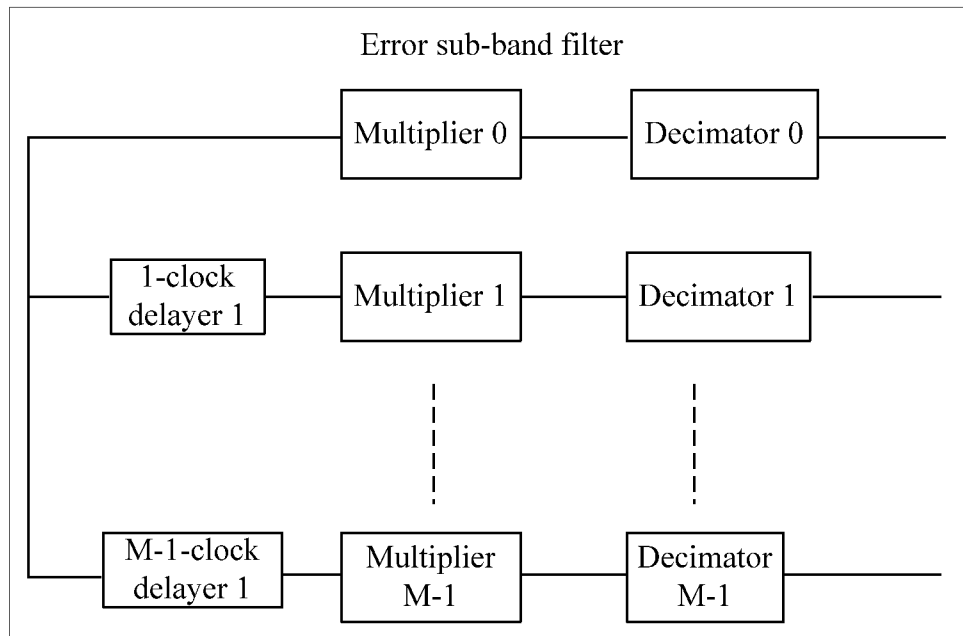 Error sub-band filter
Multiplier 0
Decimator 0
1-clock
delayer 1
Multiplier 1
Decimator 1
M-1-clock
delayer 1
Multiplier
M-1
Decimator
M-1